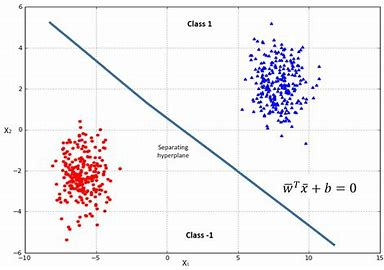 6
4
2
0
−2
−4
−6
X₂
Class 1
Separating
hyperplane
w̅ᵀx̅ + b = 0
Class -1
−10
−5
0
5
10
15
X₁